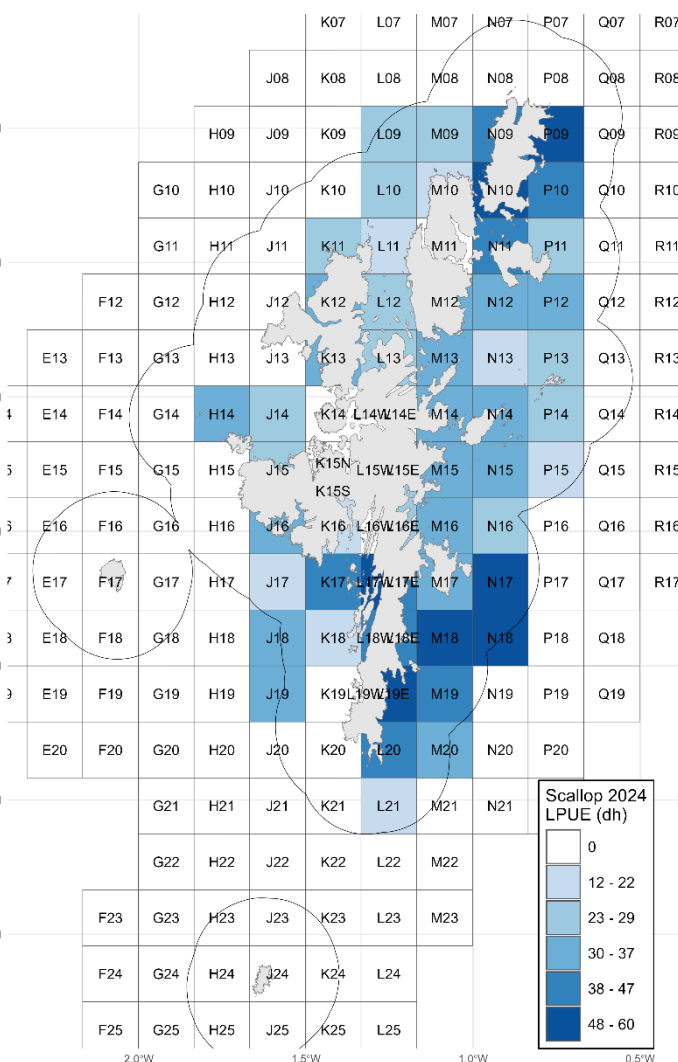 K07 L07 M07 N07 P07 Q07 R07
J08 K08 L08 M08 N08 P08 Q08 R08
H09 J09 K09 L09 M09 N09 P09 Q09 R09
G10 H10 J10 K10 L10 M10 N10 P10 Q10 R10
G11 H11 J11 K11 L11 M11 N11 P11 Q11 R11
F12 G12 H12 J12 K12 L12 M12 N12 P12 Q12 R12
E13 F13 G13 H13 J13 K13 L13 M13 N13 P13 Q13 R13
4 E14 F14 G14 H14 J14 K14 L14W L14E M14 N14 P14 Q14 R14
5 E15 F15 G15 H15 J15 K15N L15W L15E M15 N15 P15 Q15 R15
K15S
6 E16 F16 G16 H16 J16 K16 L16W L16E M16 N16 P16 Q16 R16
7 E17 F17 G17 H17 J17 K17 L17W L17E M17 N17 P17 Q17 R17
8 E18 F18 G18 H18 J18 K18 L18W L18E M18 N18 P18 Q18
9 E19 F19 G19 H19 J19 K19 L19W L19E M19 N19 P19 Q19
E20 F20 G20 H20 J20 K20 L20 M20 N20 P20
G21 H21 J21 K21 L21 M21 N21
G22 H22 J22 K22 L22 M22
F23 G23 H23 J23 K23 L23 M23
F24 G24 H24 J24 K24 L24
F25 G25 H25 J25 K25 L25
2.0°W 1.5°W 1.0°W 0.5°W
Scallop 2024
LPUE (dh)
0
12 - 22
23 - 29
30 - 37
38 - 47
48 - 60